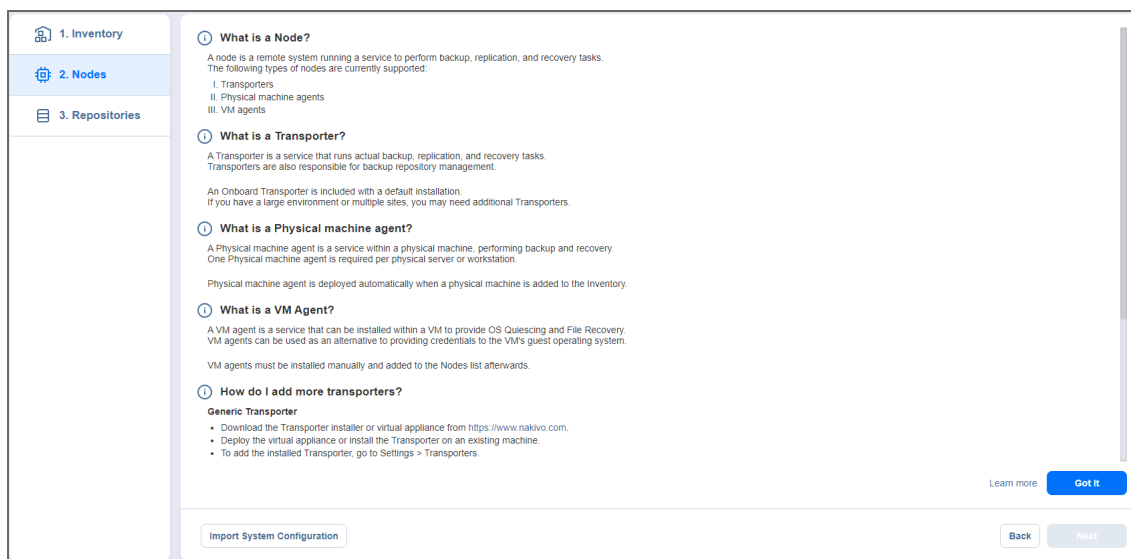 1. Inventory
2. Nodes
3. Repositories
What is a Node?
A node is a remote system running a service to perform backup, replication, and recovery tasks.
The following types of nodes are currently supported:
I. Transporters
II. Physical machine agents
III. VM agents
What is a Transporter?
A Transporter is a service that runs actual backup, replication, and recovery tasks.
Transporters are also responsible for backup repository management.
An Onboard Transporter is included with a default installation.
If you have a large environment or multiple sites, you may need additional Transporters.
What is a Physical machine agent?
A Physical machine agent is a service within a physical machine, performing backup and recovery.
One Physical machine agent is required per physical server or workstation.
Physical machine agent is deployed automatically when a physical machine is added to the Inventory.
What is a VM Agent?
A VM agent is a service that can be installed within a VM to provide OS Quiescing and File Recovery.
VM agents can be used as an alternative to providing credentials to the VM's guest operating system.
VM agents must be installed manually and added to the Nodes list afterwards.
How do I add more transporters?
Generic Transporter
• Download the Transporter installer or virtual appliance from https://www.nakivo.com.
• Deploy the virtual appliance or install the Transporter on an existing machine.
• To add the installed Transporter, go to Settings > Transporters.
Learn more
Got It
Import System Configuration
Back
Next